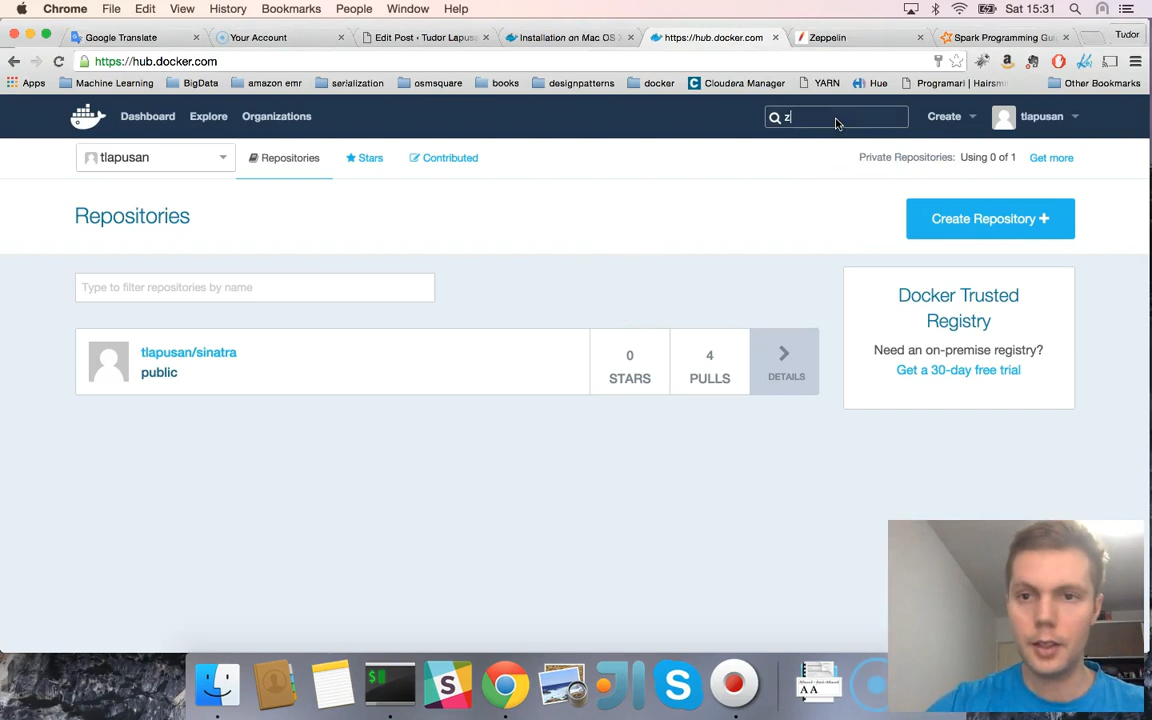 Chrome File Edit View History Bookmarks People Window Help Sat 15:31
Google Translate Your Account Edit Post · Tudor Lapus Installation on Mac OS https://hub.docker.com Zeppelin Spark Programming Gui Tudor
https://hub.docker.com
Apps Machine Learning BigData amazon emr serialization osmsquare books designpatterns docker Cloudera Manager YARN Hue Programari | Hairsm Other Bookmarks
Dashboard Explore Organizations z Create tlapusan
tlapusan Repositories Stars Contributed Private Repositories: Using 0 of 1 Get more
Repositories
Create Repository +
Type to filter repositories by name
Docker Trusted
Registry
Need an on-premise registry?
Get a 30-day free trial
tlapusan/sinatra
public
0
STARS
4
PULLS
DETAILS